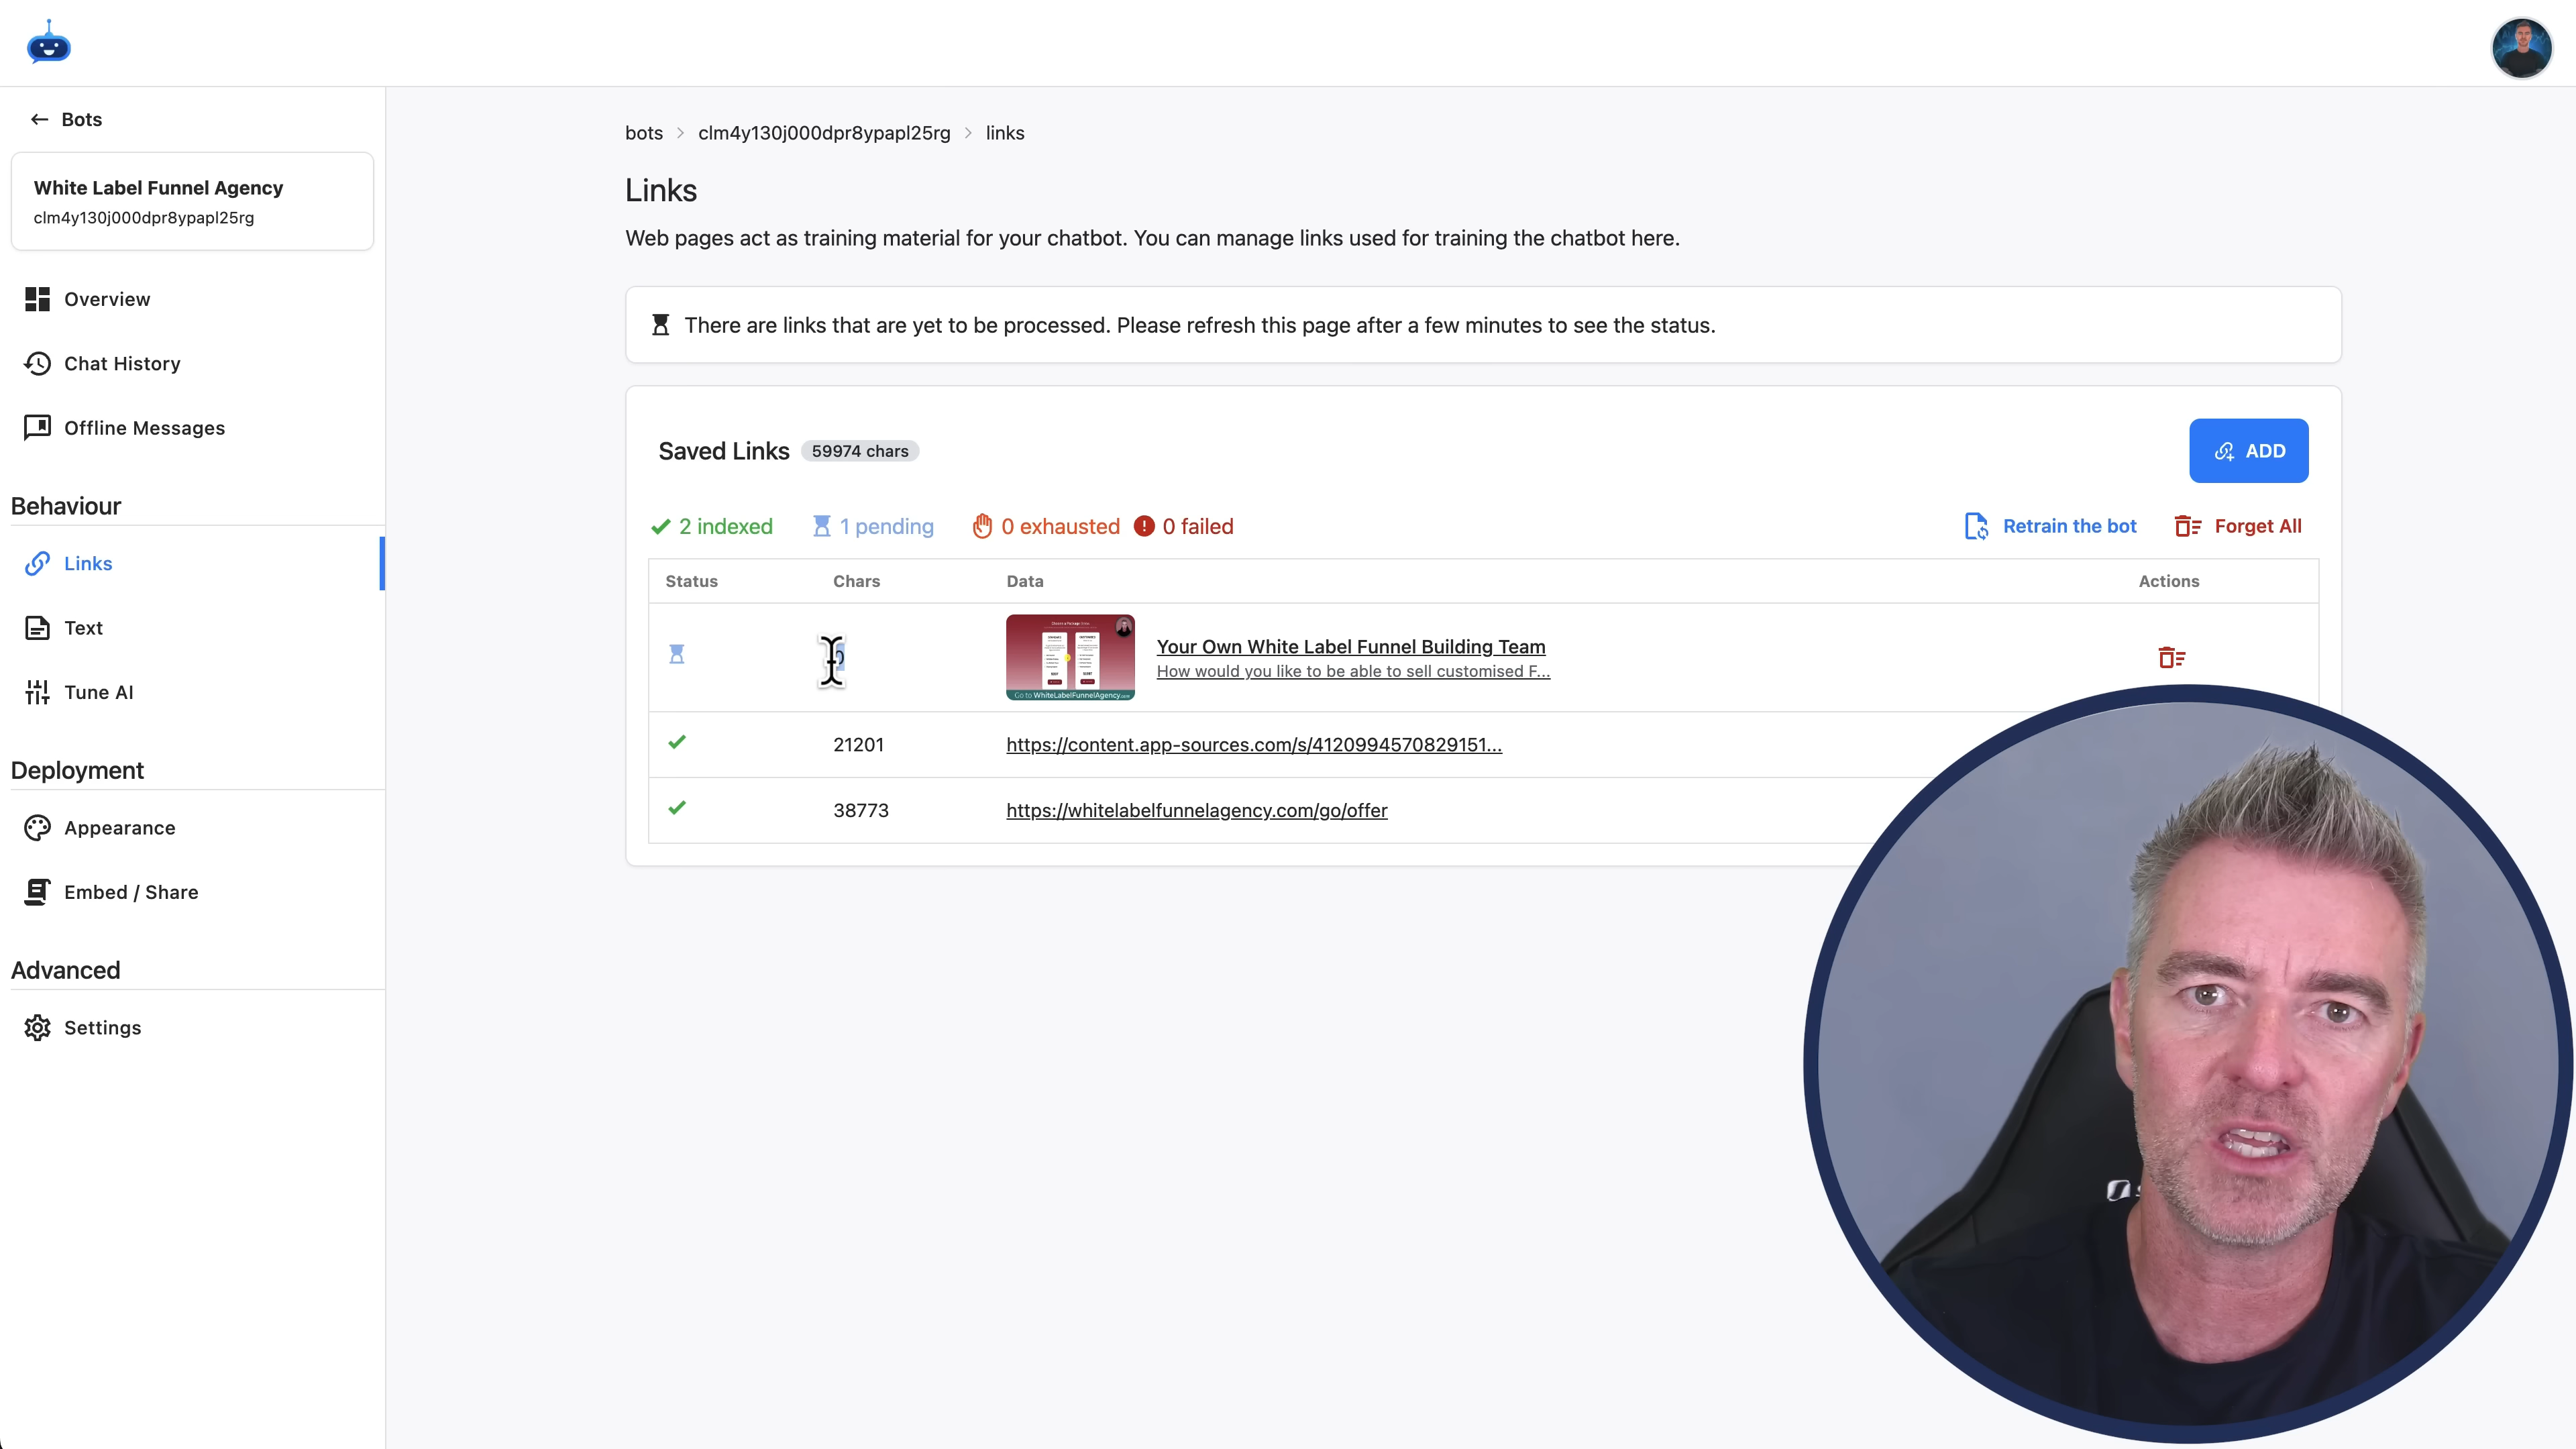 Bots
White Label Funnel Agency
clm4y130j000dpr8ypapl25rg
Overview
Chat History
Offline Messages
Behaviour
Links
Text
Tune AI
Deployment
Appearance
Embed / Share
Advanced
Settings
bots > clm4y130j000dpr8ypapl25rg > links
Links
Web pages act as training material for your chatbot. You can manage links used for training the chatbot here.
There are links that are yet to be processed. Please refresh this page after a few minutes to see the status.
Saved Links 59974 chars
ADD
2 indexed 1 pending 0 exhausted 0 failed
Retrain the bot Forget All
Status Chars Data Actions
0
Go to WhiteLabelFunnelAgency.com
Your Own White Label Funnel Building Team
How would you like to be able to sell customised F...
21201 https://content.app-sources.com/s/4120994570829151...
38773 https://whitelabelfunnelagency.com/go/offer